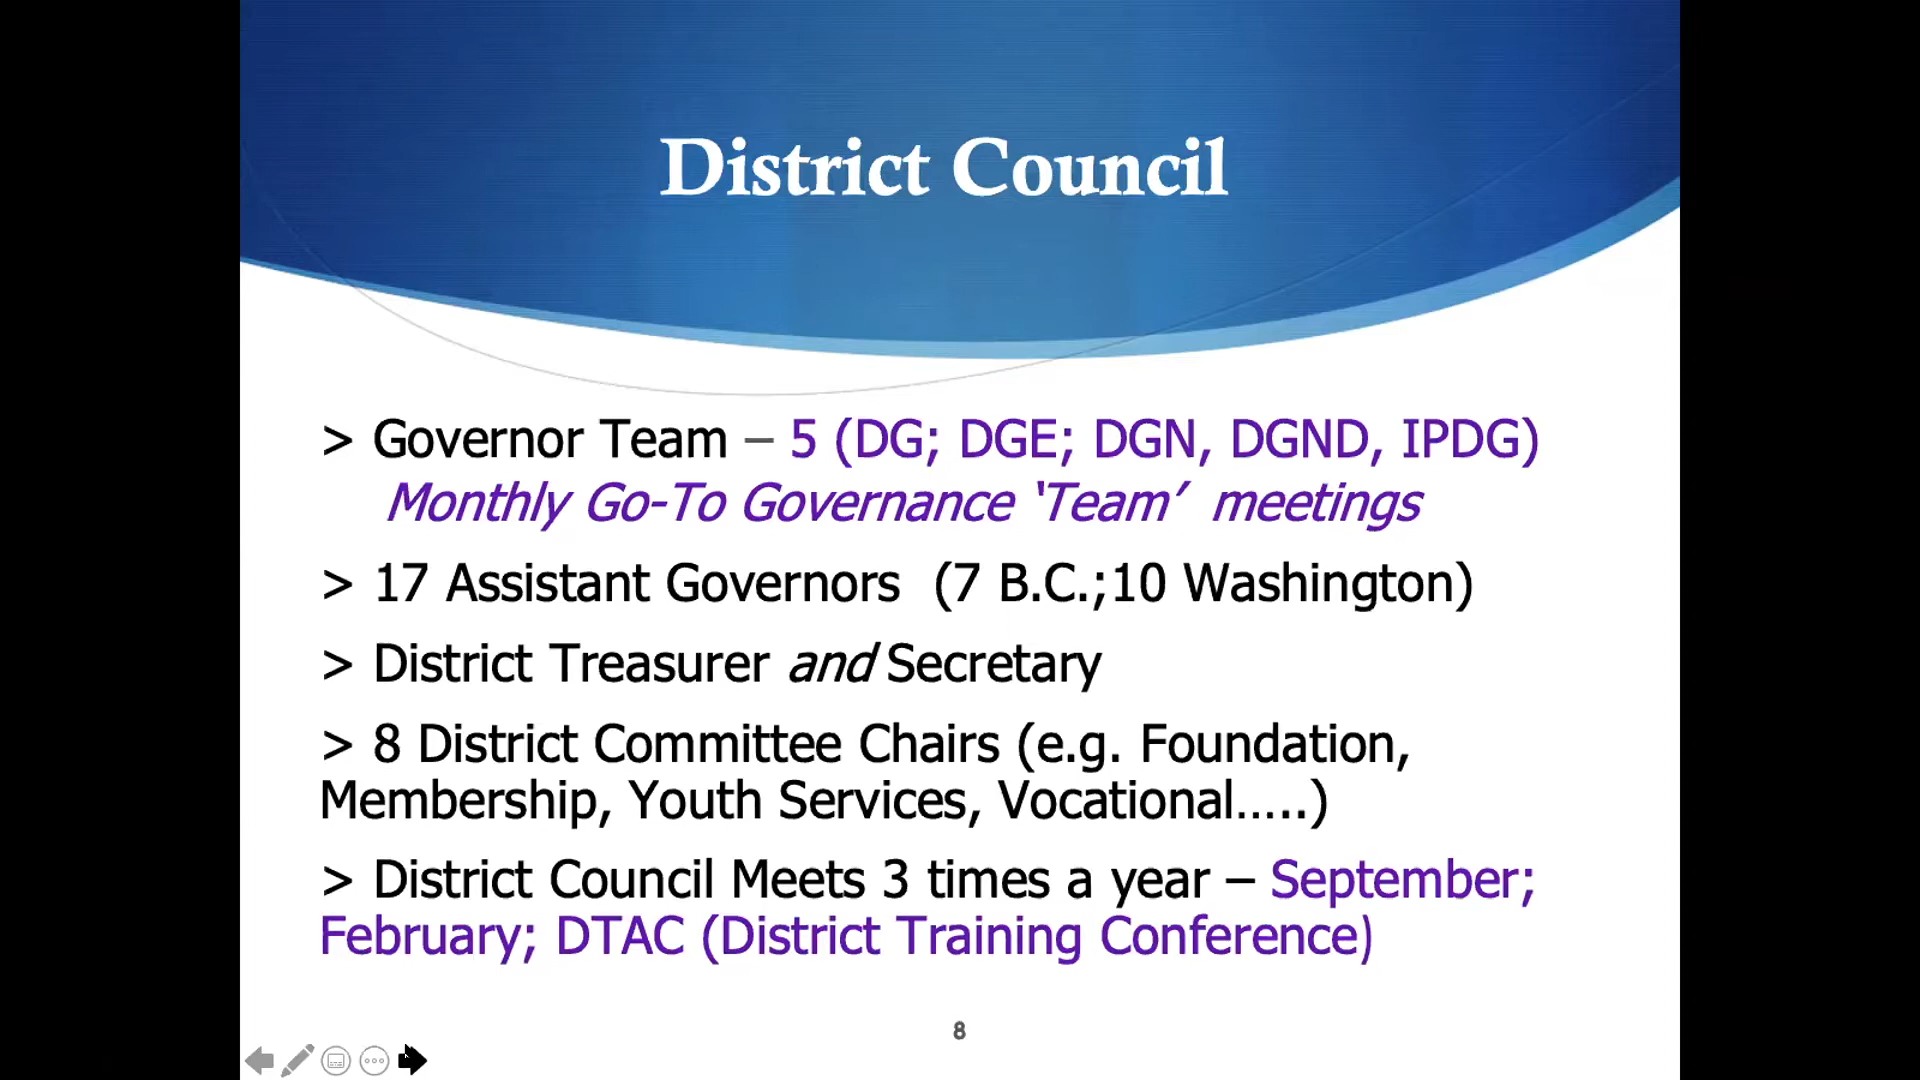 District Council
> Governor Team – 5 (DG; DGE; DGN, DGND, IPDG)
Monthly Go-To Governance ‘Team’ meetings
> 17 Assistant Governors (7 B.C.;10 Washington)
> District Treasurer and Secretary
> 8 District Committee Chairs (e.g. Foundation,
Membership, Youth Services, Vocational…..)
> District Council Meets 3 times a year – September;
February; DTAC (District Training Conference)
8